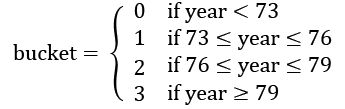 0 if year < 73
1 if 73 ≤ year ≤ 76
bucket =
2 if 76 ≤ year ≤ 79
3 if year ≥ 79